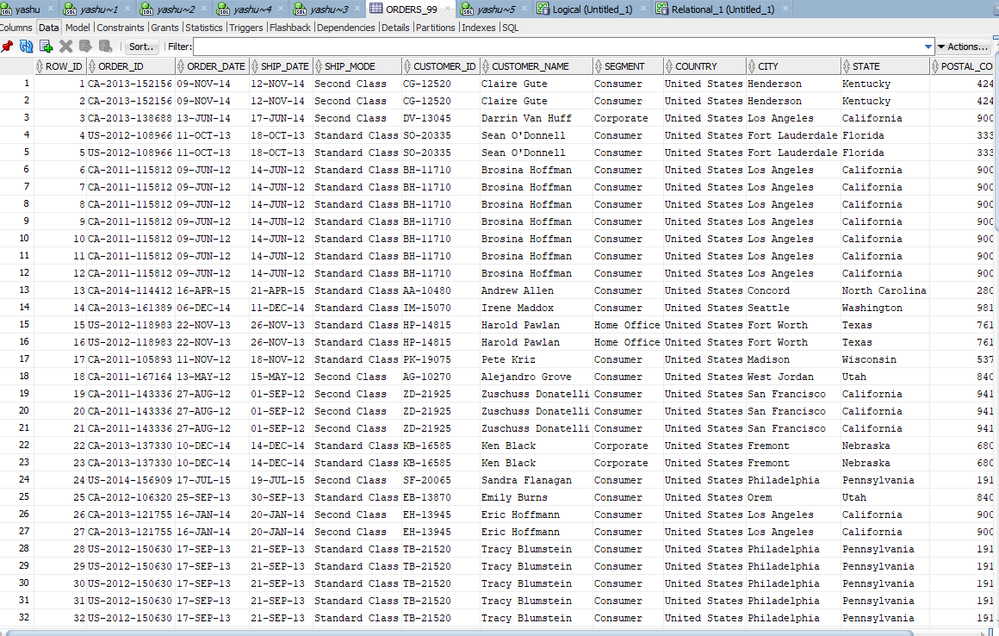 yashu yashu~1 yashu~2 yashu~4 yashu~3 ORDERS_99 yashu~5 Logical (Untitled_1) Relational_1 (Untitled_1)
Columns Data Model Constraints Grants Statistics Triggers Flashback Dependencies Details Partitions Indexes SQL
Sort.. Filter: Actions...
ROW_ID ORDER_ID ORDER_DATE SHIP_DATE SHIP_MODE CUSTOMER_ID CUSTOMER_NAME SEGMENT COUNTRY CITY STATE POSTAL_CO
1 1 CA-2013-152156 09-NOV-14 12-NOV-14 Second Class CG-12520 Claire Gute Consumer United States Henderson Kentucky 424
2 2 CA-2013-152156 09-NOV-14 12-NOV-14 Second Class CG-12520 Claire Gute Consumer United States Henderson Kentucky 424
3 3 CA-2013-138688 13-JUN-14 17-JUN-14 Second Class DV-13045 Darrin Van Huff Corporate United States Los Angeles California 900
4 4 US-2012-108966 11-OCT-13 18-OCT-13 Standard Class SO-20335 Sean O'Donnell Consumer United States Fort Lauderdale Florida 333
5 5 US-2012-108966 11-OCT-13 18-OCT-13 Standard Class SO-20335 Sean O'Donnell Consumer United States Fort Lauderdale Florida 333
6 6 CA-2011-115812 09-JUN-12 14-JUN-12 Standard Class BH-11710 Brosina Hoffman Consumer United States Los Angeles California 900
7 7 CA-2011-115812 09-JUN-12 14-JUN-12 Standard Class BH-11710 Brosina Hoffman Consumer United States Los Angeles California 900
8 8 CA-2011-115812 09-JUN-12 14-JUN-12 Standard Class BH-11710 Brosina Hoffman Consumer United States Los Angeles California 900
9 9 CA-2011-115812 09-JUN-12 14-JUN-12 Standard Class BH-11710 Brosina Hoffman Consumer United States Los Angeles California 900
10 10 CA-2011-115812 09-JUN-12 14-JUN-12 Standard Class BH-11710 Brosina Hoffman Consumer United States Los Angeles California 900
11 11 CA-2011-115812 09-JUN-12 14-JUN-12 Standard Class BH-11710 Brosina Hoffman Consumer United States Los Angeles California 900
12 12 CA-2011-115812 09-JUN-12 14-JUN-12 Standard Class BH-11710 Brosina Hoffman Consumer United States Los Angeles California 900
13 13 CA-2014-114412 16-APR-15 21-APR-15 Standard Class AA-10480 Andrew Allen Consumer United States Concord North Carolina 280
14 14 CA-2013-161389 06-DEC-14 11-DEC-14 Standard Class IM-15070 Irene Maddox Consumer United States Seattle Washington 981
15 15 US-2012-118983 22-NOV-13 26-NOV-13 Standard Class HP-14815 Harold Pawlan Home Office United States Fort Worth Texas 761
16 16 US-2012-118983 22-NOV-13 26-NOV-13 Standard Class HP-14815 Harold Pawlan Home Office United States Fort Worth Texas 761
17 17 CA-2011-105893 11-NOV-12 18-NOV-12 Standard Class PK-19075 Pete Kriz Consumer United States Madison Wisconsin 537
18 18 CA-2011-167164 13-MAY-12 15-MAY-12 Second Class AG-10270 Alejandro Grove Consumer United States West Jordan Utah 840
19 19 CA-2011-143336 27-AUG-12 01-SEP-12 Second Class ZD-21925 Zuschuss Donatelli Consumer United States San Francisco California 941
20 20 CA-2011-143336 27-AUG-12 01-SEP-12 Second Class ZD-21925 Zuschuss Donatelli Consumer United States San Francisco California 941
21 21 CA-2011-143336 27-AUG-12 01-SEP-12 Second Class ZD-21925 Zuschuss Donatelli Consumer United States San Francisco California 941
22 22 CA-2013-137330 10-DEC-14 14-DEC-14 Standard Class KB-16585 Ken Black Corporate United States Fremont Nebraska 680
23 23 CA-2013-137330 10-DEC-14 14-DEC-14 Standard Class KB-16585 Ken Black Corporate United States Fremont Nebraska 680
24 24 US-2014-156909 17-JUL-15 19-JUL-15 Second Class SF-20065 Sandra Flanagan Consumer United States Philadelphia Pennsylvania 191
25 25 CA-2012-106320 25-SEP-13 30-SEP-13 Standard Class EB-13870 Emily Burns Consumer United States Orem Utah 840
26 26 CA-2013-121755 16-JAN-14 20-JAN-14 Second Class EH-13945 Eric Hoffmann Consumer United States Los Angeles California 900
27 27 CA-2013-121755 16-JAN-14 20-JAN-14 Second Class EH-13945 Eric Hoffmann Consumer United States Los Angeles California 900
28 28 US-2012-150630 17-SEP-13 21-SEP-13 Standard Class TB-21520 Tracy Blumstein Consumer United States Philadelphia Pennsylvania 191
29 29 US-2012-150630 17-SEP-13 21-SEP-13 Standard Class TB-21520 Tracy Blumstein Consumer United States Philadelphia Pennsylvania 191
30 30 US-2012-150630 17-SEP-13 21-SEP-13 Standard Class TB-21520 Tracy Blumstein Consumer United States Philadelphia Pennsylvania 191
31 31 US-2012-150630 17-SEP-13 21-SEP-13 Standard Class TB-21520 Tracy Blumstein Consumer United States Philadelphia Pennsylvania 191
32 32 US-2012-150630 17-SEP-13 21-SEP-13 Standard Class TB-21520 Tracy Blumstein Consumer United States Philadelphia Pennsylvania 191